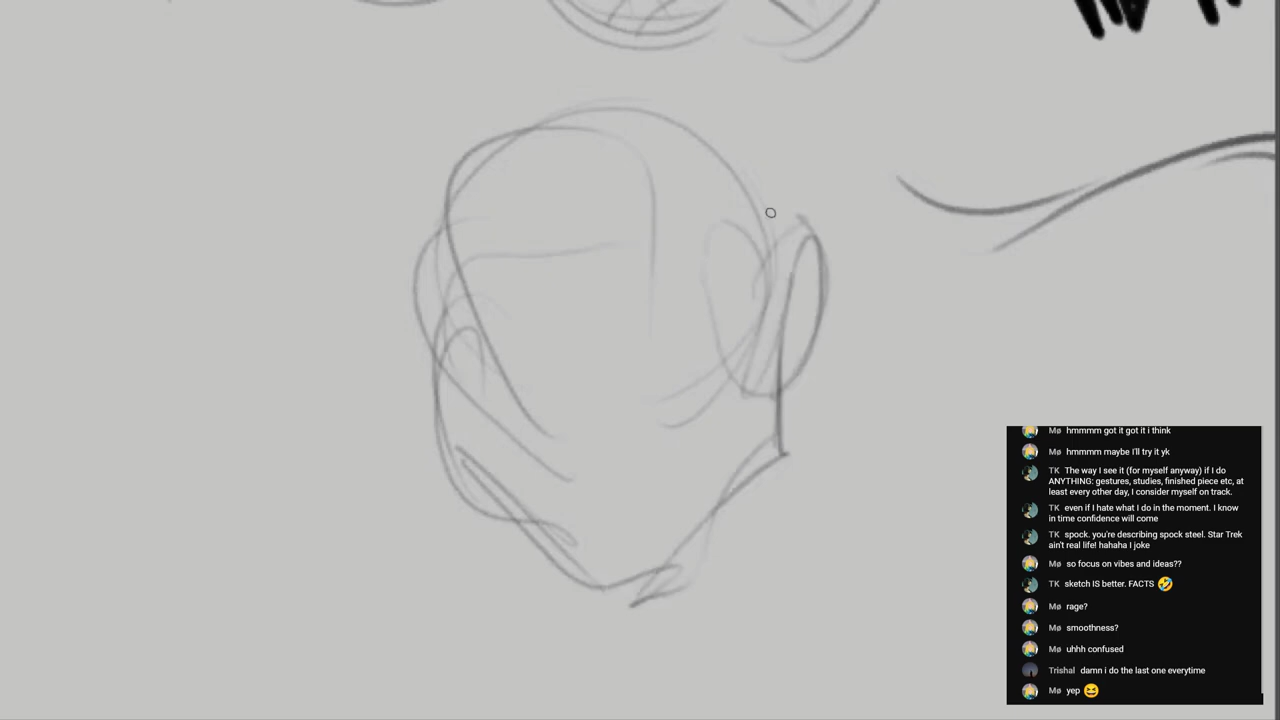 Mø hmmmm got it got it i think
Mø hmmmm maybe I'll try it yk
TK The way I see it (for myself anyway) if I do
ANYTHING: gestures, studies, finished piece etc, at
least every other day, I consider myself on track.
TK even if I hate what I do in the moment. I know
in time confidence will come
TK spock. you're describing spock steel. Star Trek
ain't real life! hahaha I joke
Mø so focus on vibes and ideas??
TK sketch IS better. FACTS 🤣
Mø rage?
Mø smoothness?
Mø uhhh confused
Trishal damn i do the last one everytime
Mø yep 😆